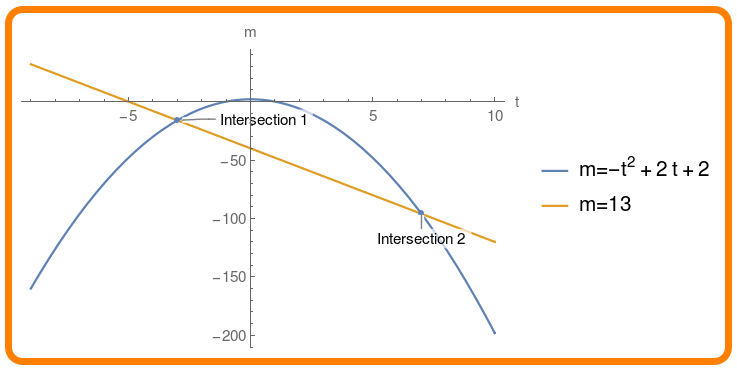 m
t
−5
5
10
Intersection 1
−50
−100
Intersection 2
−150
−200
m=−t² + 2 t + 2
m=13